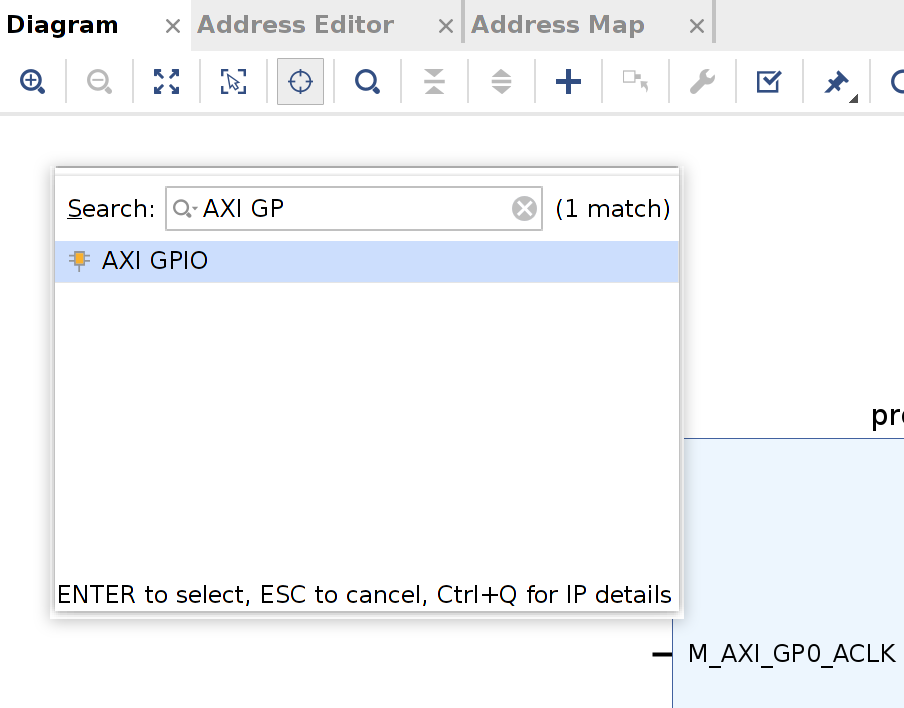 Diagram Address Editor Address Map
Search: AXI GP (1 match)
AXI GPIO
ENTER to select, ESC to cancel, Ctrl+Q for IP details
M_AXI_GP0_ACLK